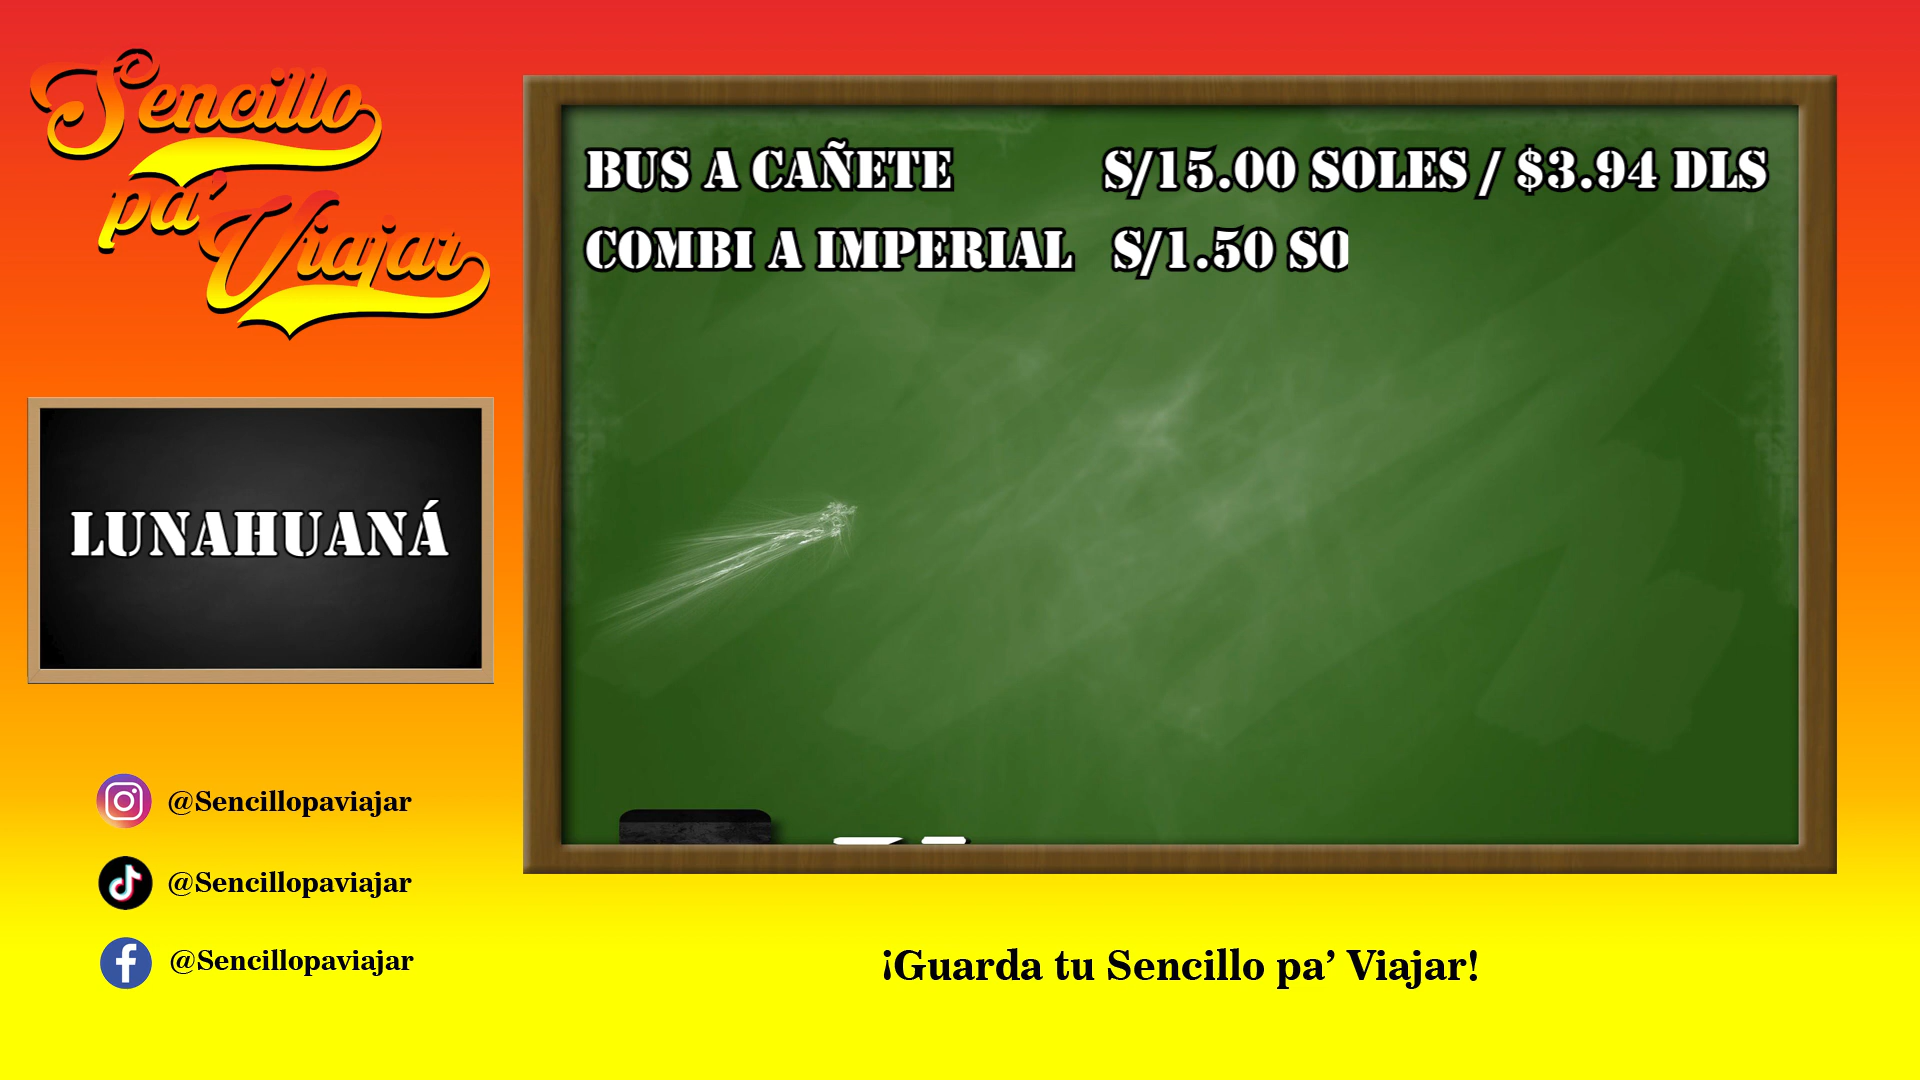 Sencillo
pa' Viajar
BUS A CAÑETE S/15.00 SOLES / $3.94 DLS
COMBI A IMPERIAL S/1.50 SO
LUNAHUANÁ
@Sencillopaviajar
@Sencillopaviajar
@Sencillopaviajar
¡Guarda tu Sencillo pa’ Viajar!